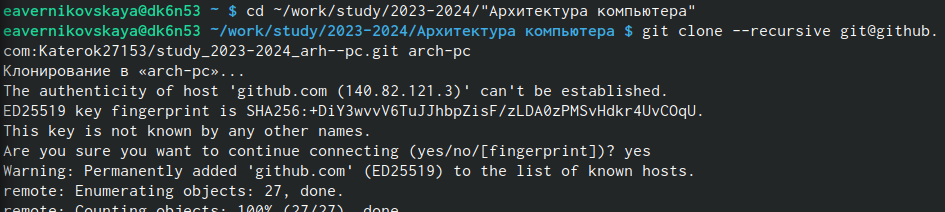 eavernikovskaya@dk6n53 ~ $ cd ~/work/study/2023-2024/"Архитектура компьютера"
eavernikovskaya@dk6n53 ~/work/study/2023-2024/Архитектура компьютера $ git clone --recursive git@github.
com:Katerok27153/study_2023-2024_arh--pc.git arch-pc
Клонирование в «arch-pc»...
The authenticity of host 'github.com (140.82.121.3)' can't be established.
ED25519 key fingerprint is SHA256:+DiY3wvvV6TuJJhbpZisF/zLDA0zPMSvHdkr4UvCOqU.
This key is not known by any other names.
Are you sure you want to continue connecting (yes/no/[fingerprint])? yes
Warning: Permanently added 'github.com' (ED25519) to the list of known hosts.
remote: Enumerating objects: 27, done.
remote: Counting objects: 100% (27/27), done.